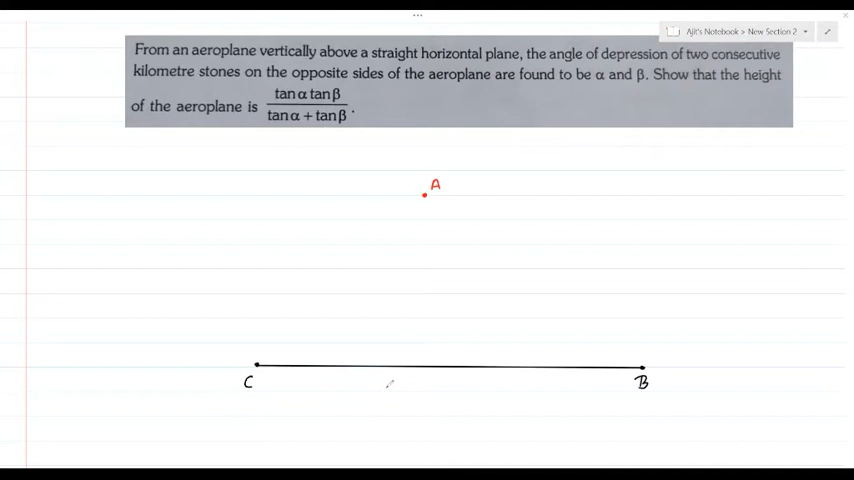 Ajit's Notebook > New Section 2
From an aeroplane vertically above a straight horizontal plane, the angle of depression of two consecutive
kilometre stones on the opposite sides of the aeroplane are found to be α and β. Show that the height
of the aeroplane is tanα tanβ / tanα + tanβ .
A
C B